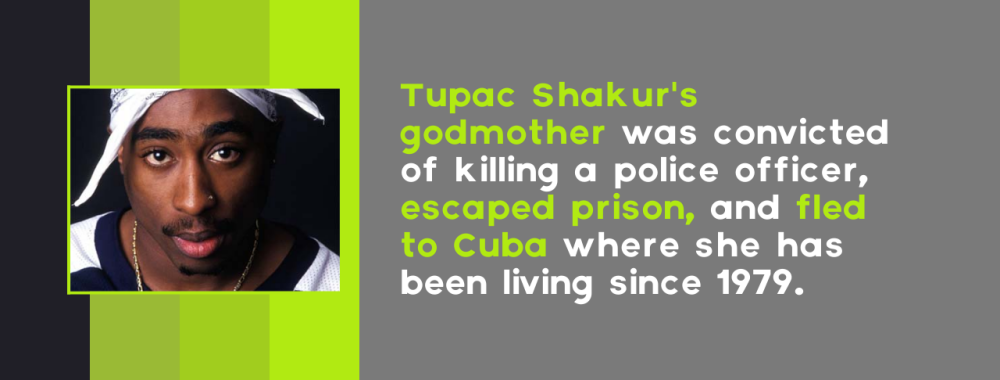 Tupac Shakur's
godmother was convicted
of killing a police officer,
escaped prison, and fled
to Cuba where she has
been living since 1979.